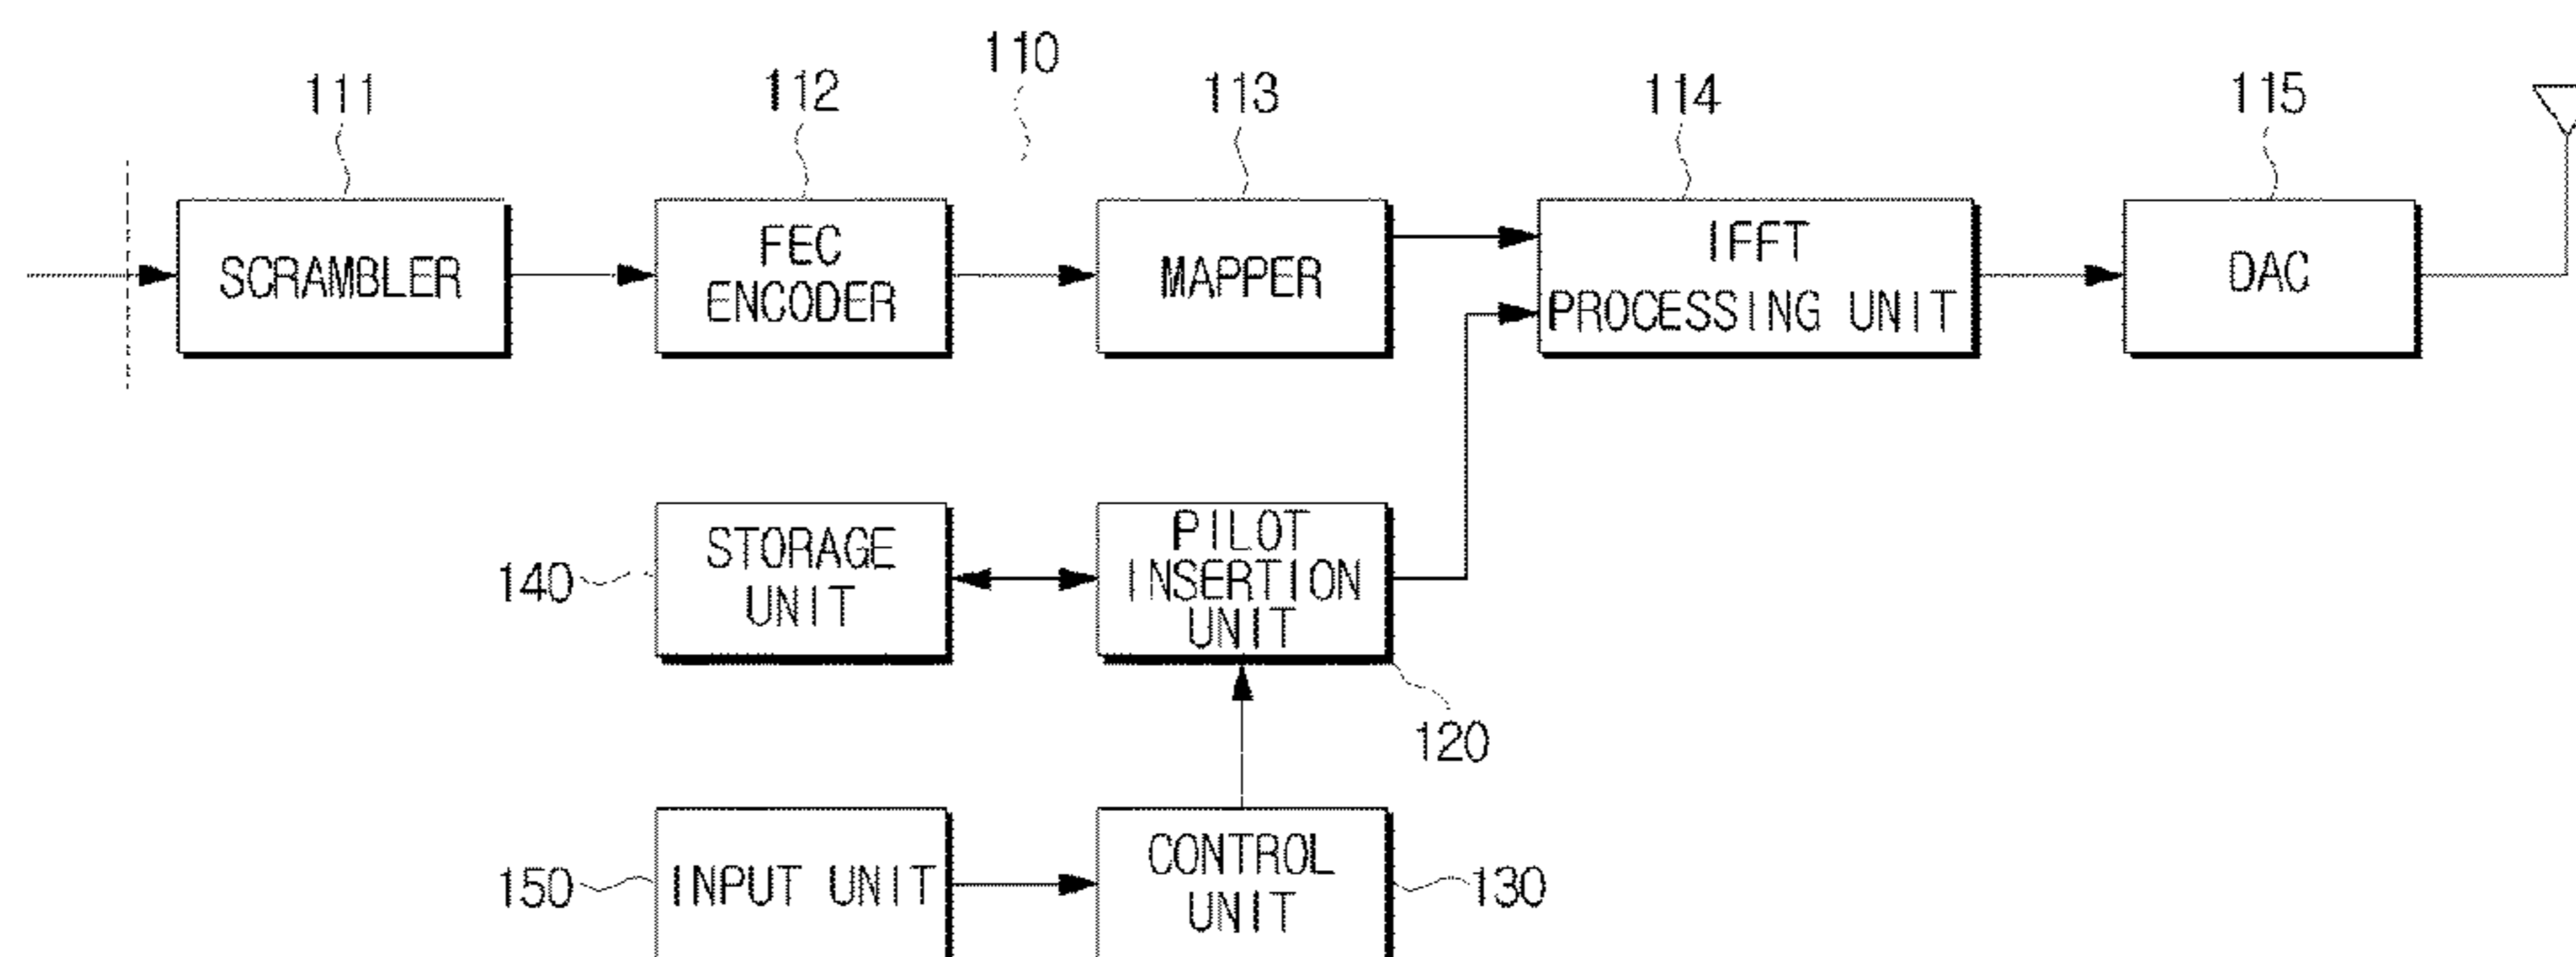 110
111
112
113
114
115
SCRAMBLER
FEC
ENCODER
MAPPER
IFFT
PROCESSING UNIT
DAC
140
STORAGE
UNIT
PILOT
INSERTION
UNIT
120
150
INPUT UNIT
CONTROL
UNIT
130